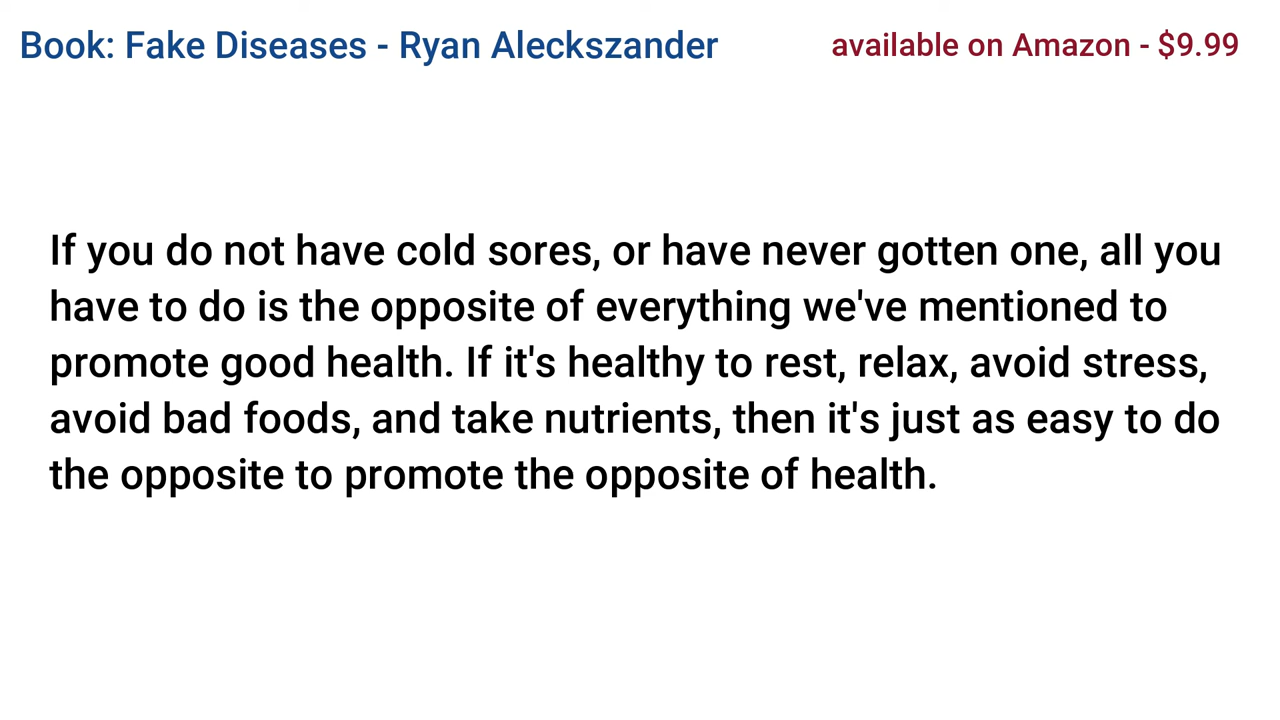 Book: Fake Diseases - Ryan Aleckszander
available on Amazon - $9.99
If you do not have cold sores, or have never gotten one, all you
have to do is the opposite of everything we've mentioned to
promote good health. If it's healthy to rest, relax, avoid stress,
avoid bad foods, and take nutrients, then it's just as easy to do
the opposite to promote the opposite of health.